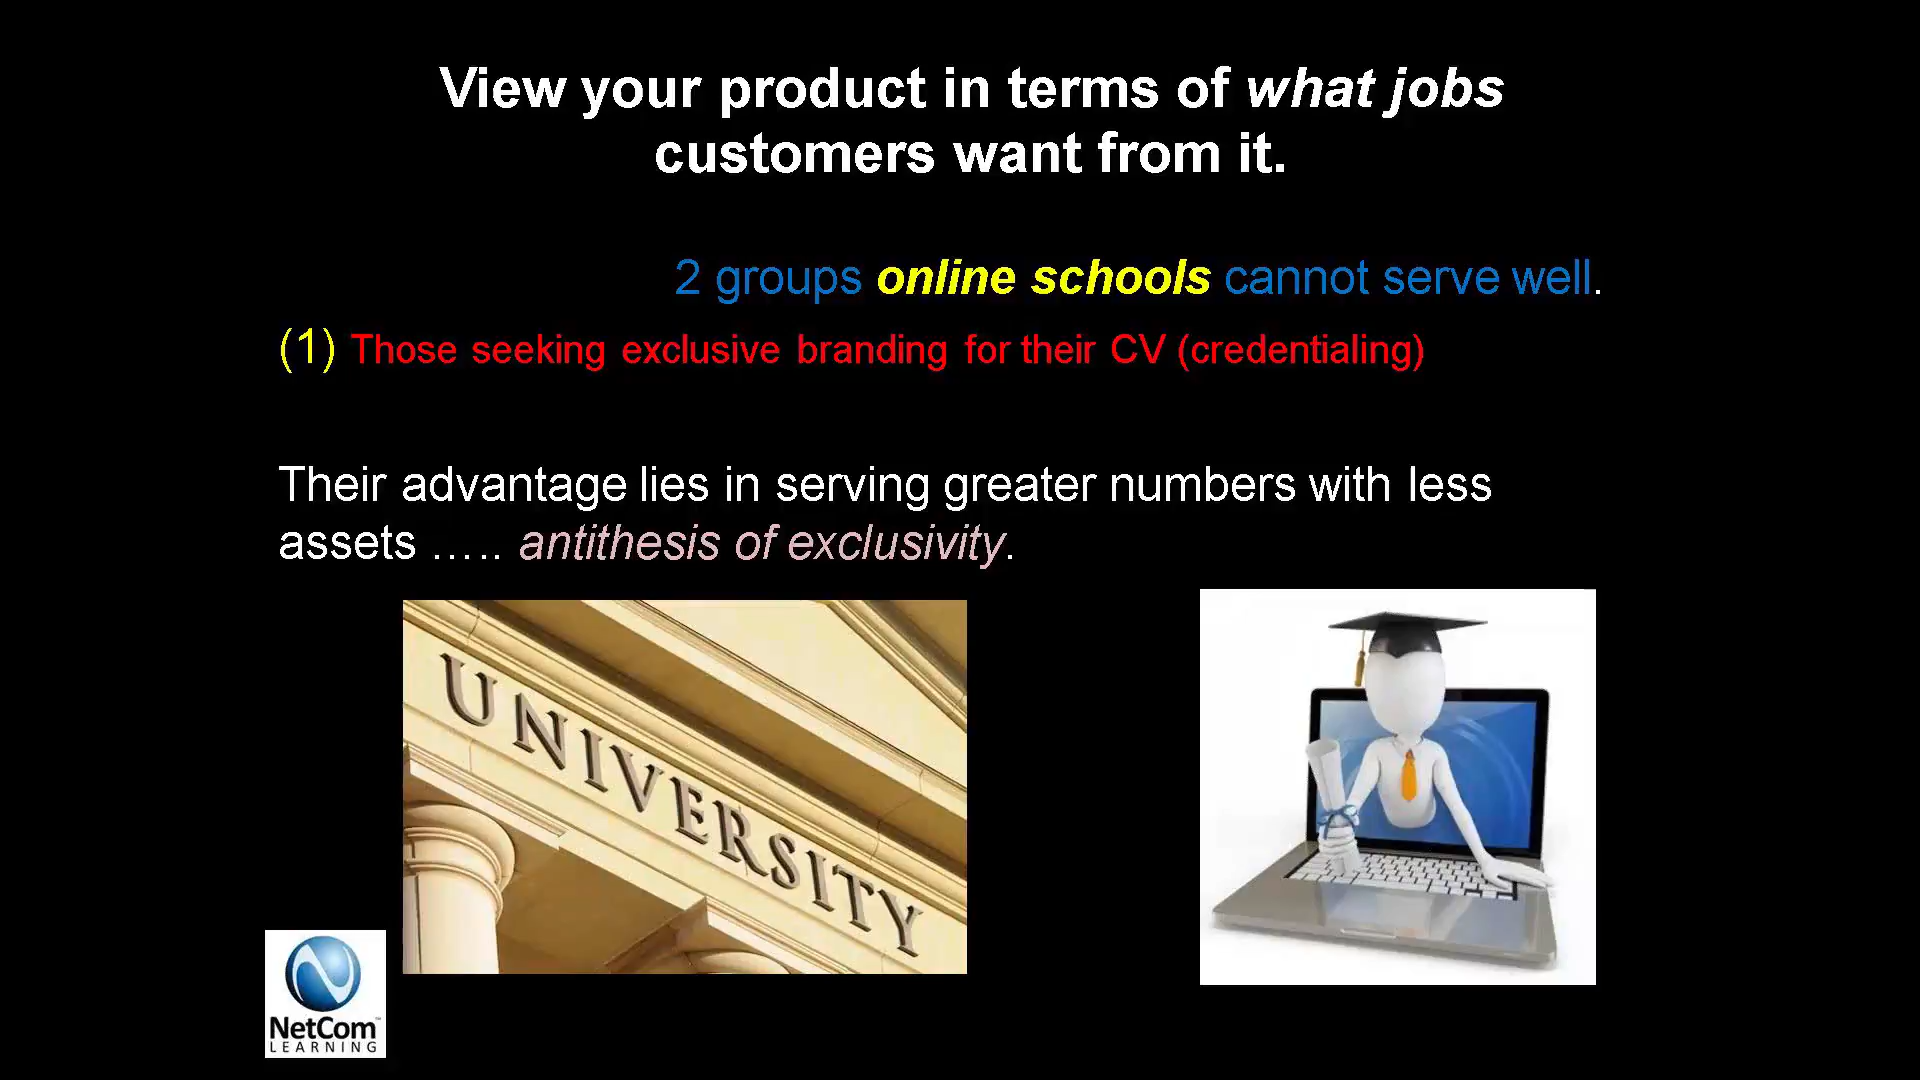 View your product in terms of what jobs
customers want from it.
2 groups online schools cannot serve well.
(1) Those seeking exclusive branding for their CV (credentialing)
Their advantage lies in serving greater numbers with less
assets ..... antithesis of exclusivity.
UNIVERSITY
NetCom™
LEARNING